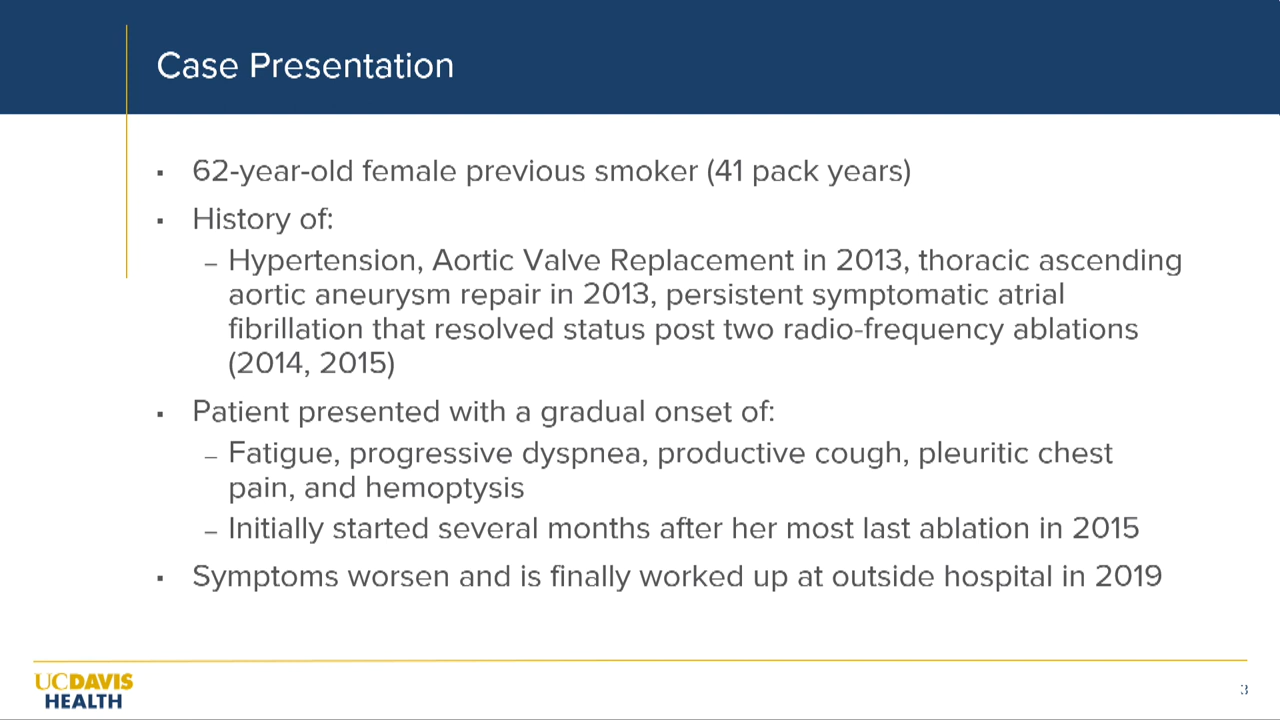 Case Presentation
▪ 62-year-old female previous smoker (41 pack years)
▪ History of:
– Hypertension, Aortic Valve Replacement in 2013, thoracic ascending
aortic aneurysm repair in 2013, persistent symptomatic atrial
fibrillation that resolved status post two radio-frequency ablations
(2014, 2015)
▪ Patient presented with a gradual onset of:
– Fatigue, progressive dyspnea, productive cough, pleuritic chest
pain, and hemoptysis
– Initially started several months after her most last ablation in 2015
▪ Symptoms worsen and is finally worked up at outside hospital in 2019
UCDAVIS
HEALTH
3